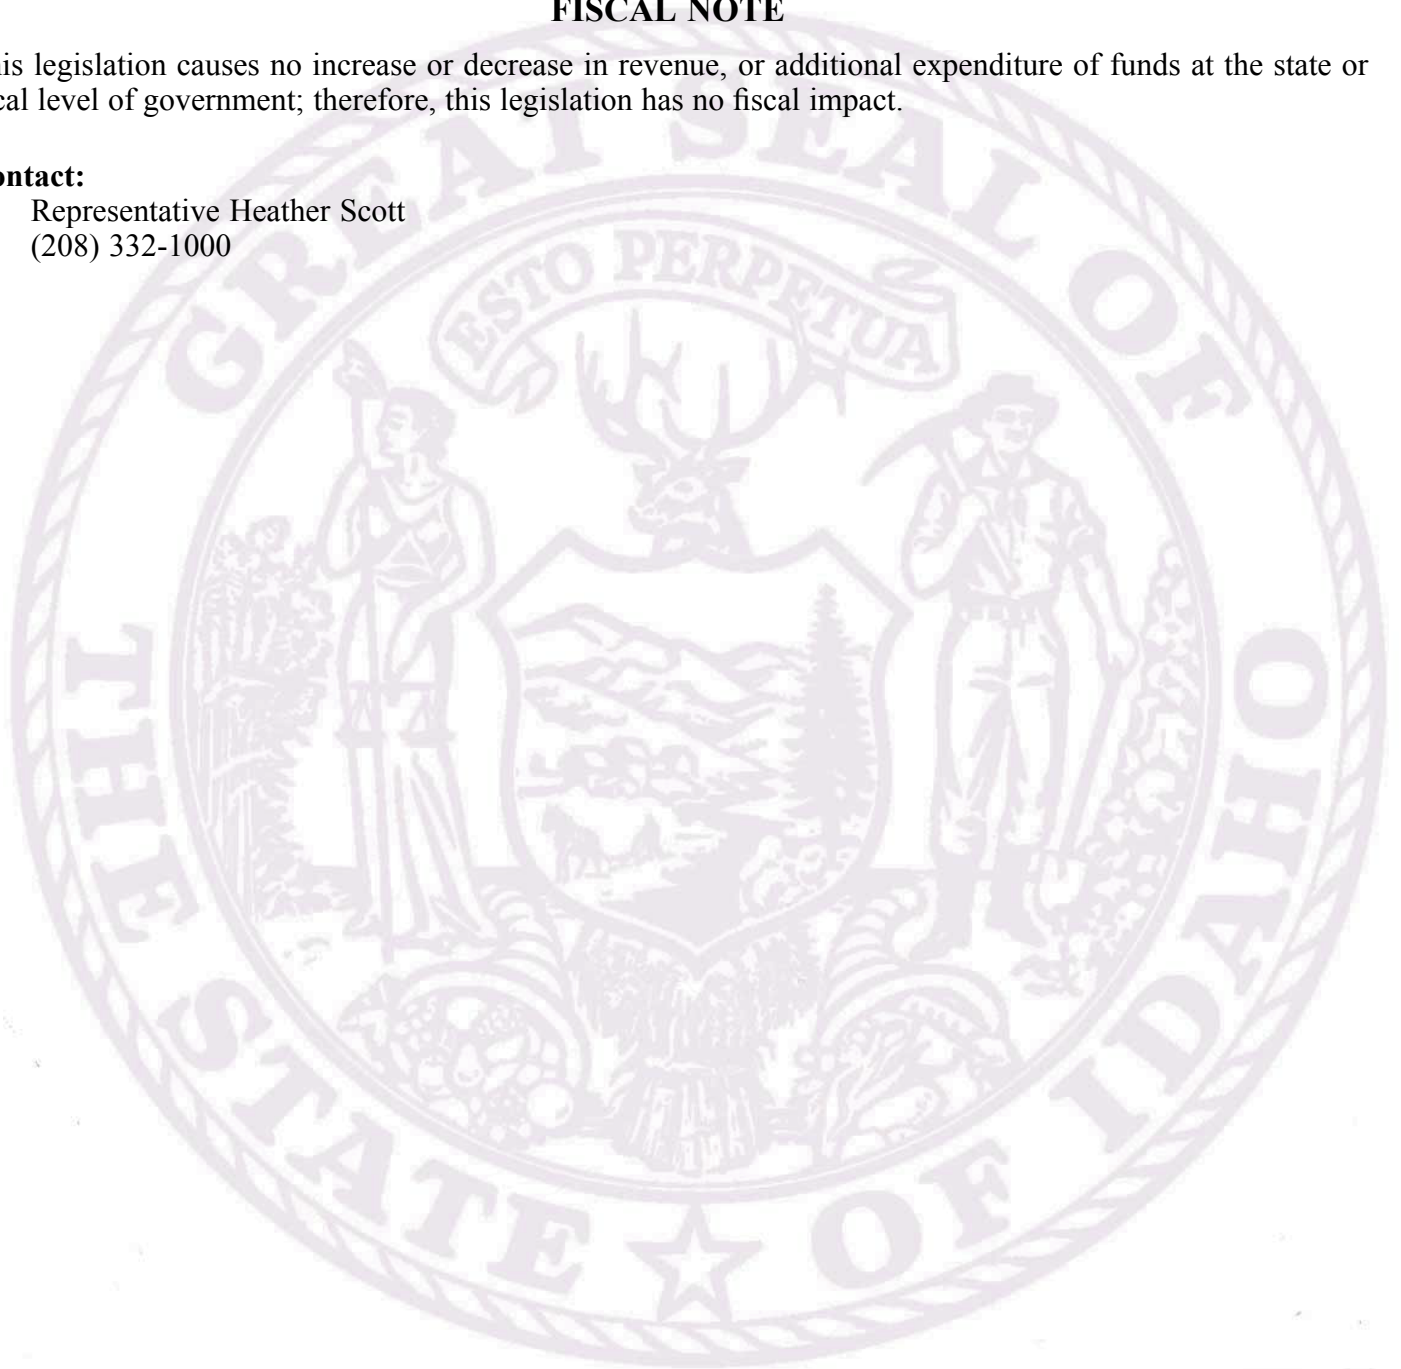 FISCAL NOTE
is legislation causes no increase or decrease in revenue, or additional expenditure of funds at the state or
cal level of government; therefore, this legislation has no fiscal impact.
ontact:
Representative Heather Scott
(208) 332-1000
GREAT SEAL OF
ESTO PERPETUA
THE STATE OF IDAHO